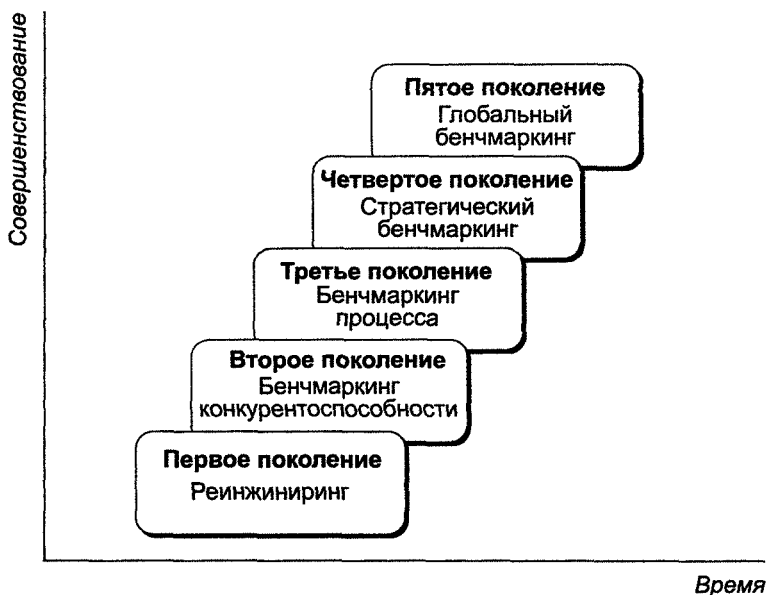 Совершенствование
Пятое поколение
Глобальный
бенчмаркинг
Четвертое поколение
Стратегический
бенчмаркинг
Третье поколение
Бенчмаркинг
процесса
Второе поколение
Бенчмаркинг
конкурентоспособности
Первое поколение
Реинжиниринг
Время